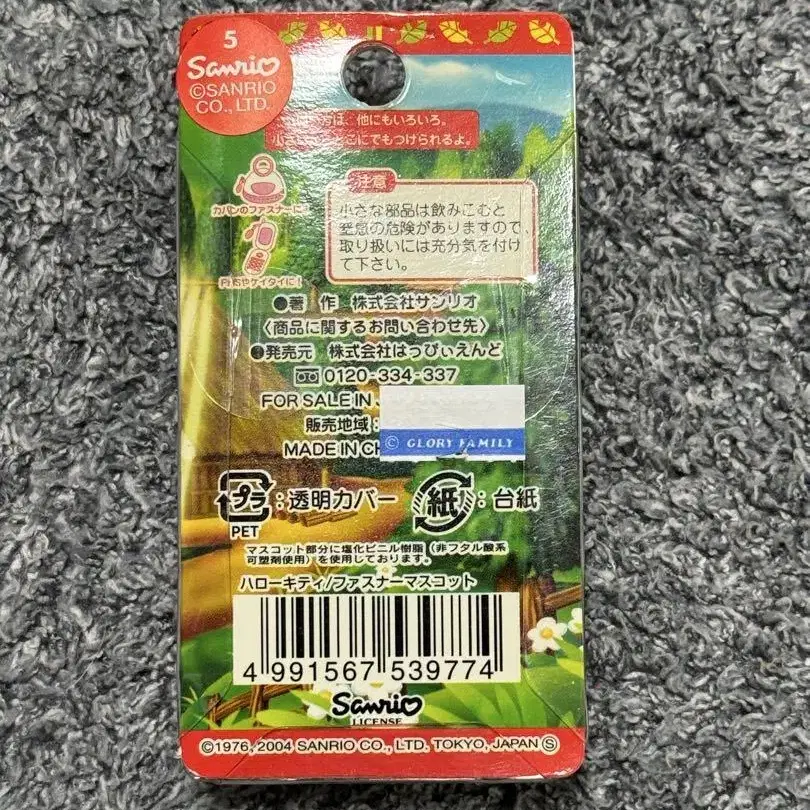 5
Sanrio
©SANRIO
CO., LTD.
は、他にもいろいろ。
にでもつけられるよ。
注意
カバンのファスナーに
小さな部品は飲みこむと
窒息の危険がありますので、
取り扱いには充分気を付け
て下さい。
ケイタイに!
●著 作 株式会社サンリオ
〈商品に関するお問い合わせ先〉
●発売元 株式会社はっぴぃえんど
0120-334-337
FOR SALE IN
販売地域:
© GLORY FAMILY
MADE IN
プラ
:透明カバー
紙
:台紙
PET
マスコット部分に塩化ビニル樹脂(非フタル酸系
可塑剤使用)を使用しております。
ハローキティ/ファスナーマスコット
4 991567 539774
Sanrio
LICENSE
©1976, 2004 SANRIO CO., LTD. TOKYO, JAPAN Ⓢ